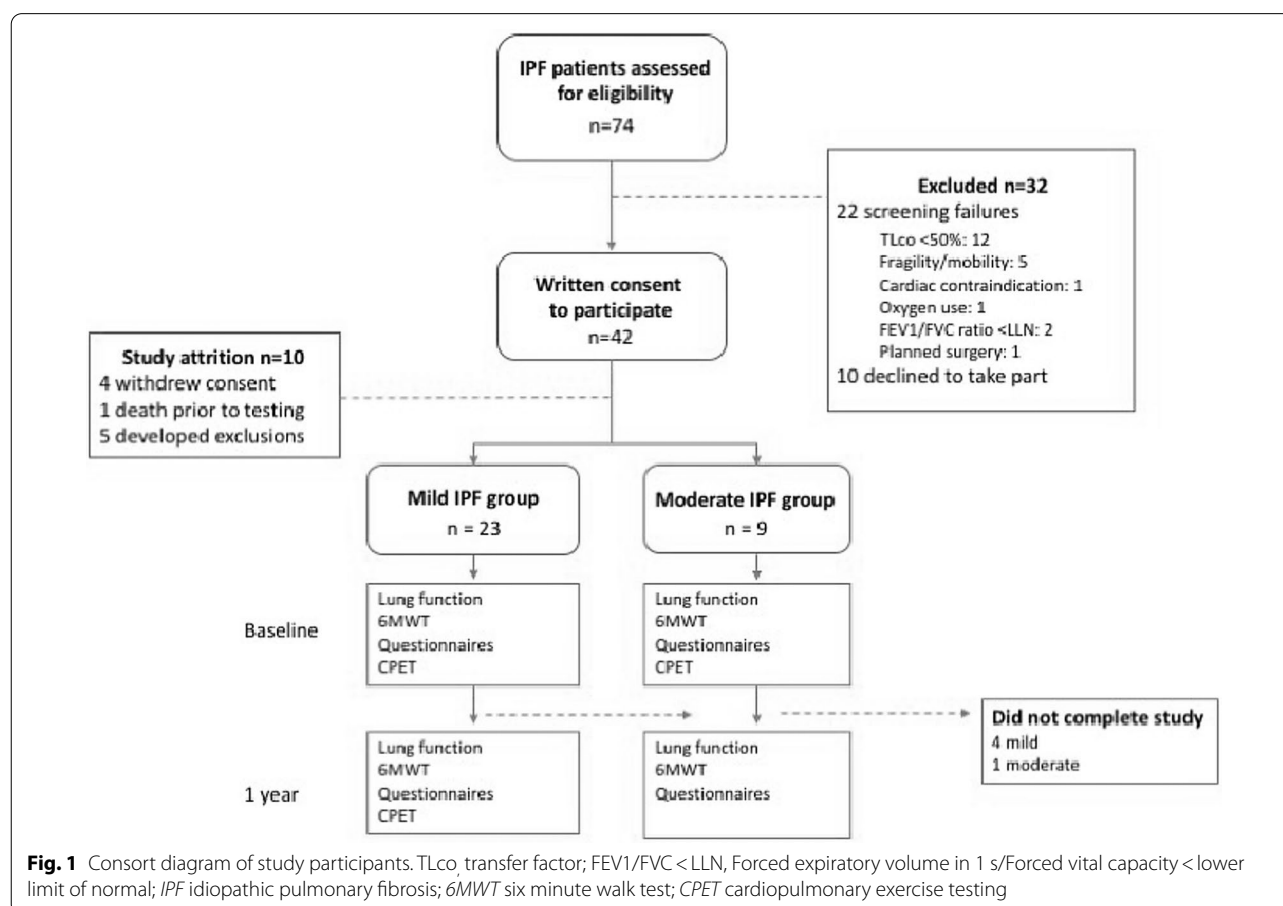 IPF patients assessed
for eligibility
n=74
Excluded n=32
22 screening failures
TLco <50%: 12
Fragility/mobility: 5
Cardiac contraindication: 1
Oxygen use: 1
FEV1/FVC ratio <LLN: 2
Planned surgery: 1
10 declined to take part
Written consent
to participate
n=42
Study attrition n=10
4 withdrew consent
1 death prior to testing
5 developed exclusions
Mild IPF group
n = 23
Moderate IPF group
n = 9
Baseline
Lung function
6MWT
Questionnaires
CPET
Lung function
6MWT
Questionnaires
CPET
Did not complete study
4 mild
1 moderate
1 year
Lung function
6MWT
Questionnaires
CPET
Lung function
6MWT
Questionnaires
Fig. 1 Consort diagram of study participants. TLco, transfer factor; FEV1/FVC < LLN, Forced expiratory volume in 1 s/Forced vital capacity < lower
limit of normal; IPF idiopathic pulmonary fibrosis; 6MWT six minute walk test; CPET cardiopulmonary exercise testing